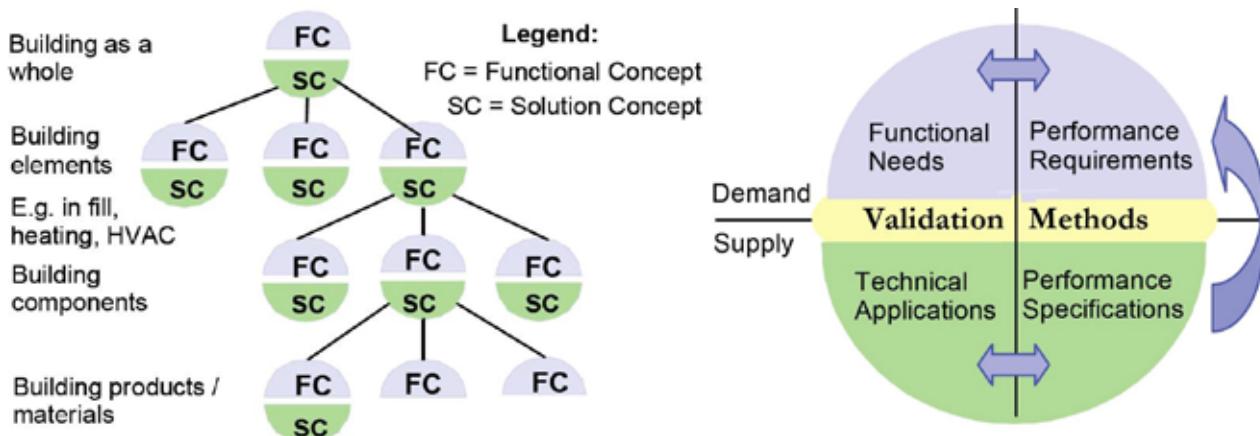 Building as a
whole
FC
SC
Legend:
FC = Functional Concept
SC = Solution Concept
Building
elements
FC
SC
FC
SC
FC
SC
E.g. in fill,
heating, HVAC
Building
components
FC
SC
FC
SC
FC
SC
Building products /
materials
FC
SC
FC
FC
Functional
Needs
Performance
Requirements
Demand
Validation Methods
Supply
Technical
Applications
Performance
Specifications